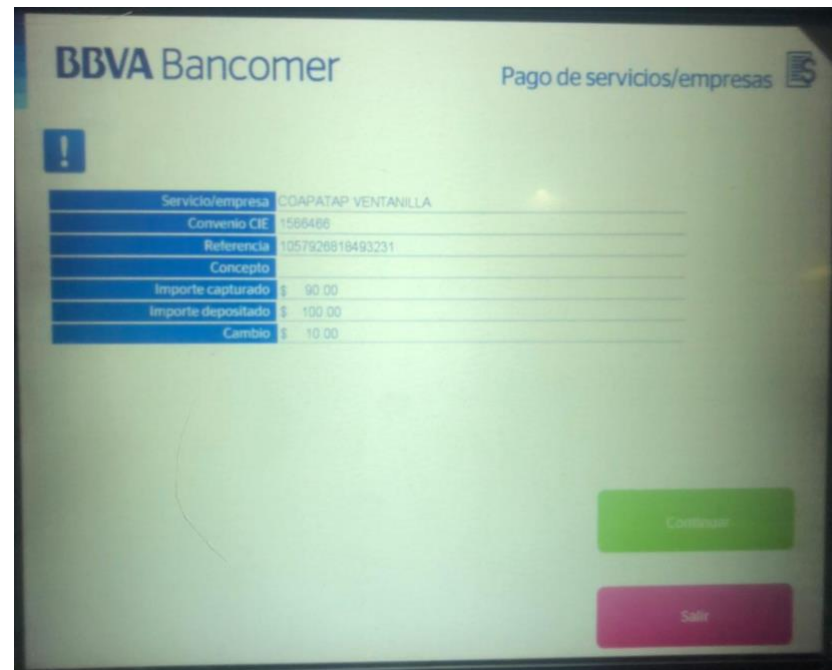 BBVA Bancomer
Pago de servicios/empresas
!
Servicio/empresa COAPATAP VENTANILLA
Convenio CIE 1566466
Referencia 1057926818493231
Concepto
Importe capturado $ 90.00
Importe depositado $ 100.00
Cambio $ 10.00
Continuar
Salir